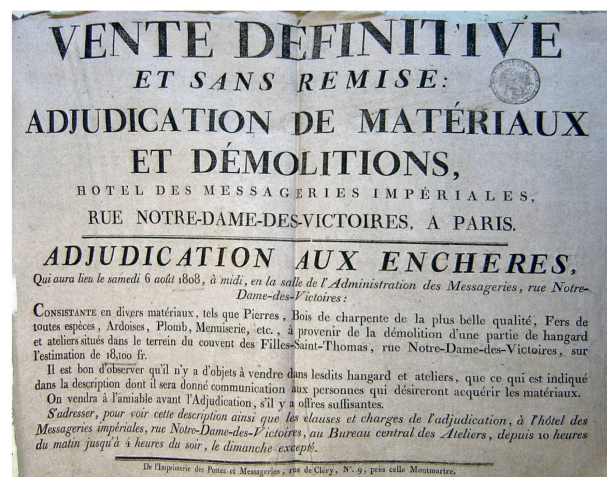 VENTE DEFINITIVE
ET SANS REMISE:
ADJUDICATION DE MATÉRIAUX
ET DÉMOLITIONS,
HOTEL DES MESSAGERIES IMPÉRIALES,
RUE NOTRE-DAME-DES-VICTOIRES, A PARIS.
ADJUDICATION AUX ENCHERES,
Qui aura lieu le samedi 6 août 1808, à midi, en la salle de l'Administration des Messageries, rue Notre-
Dame-des-Victoires:
CONSISTANTE en divers matériaux, tels que Pierres, Bois de charpente de la plus belle qualité, Fers de
toutes espèces, Ardoises, Plomb, Menuiserie, etc., à provenir de la démolition d'une partie de hangard
et ateliers situés dans le terrein du couvent des Filles-Saint-Thomas, rue Notre-Dame-des-Victoires, sur
l'estimation de 18,100 fr.
Il est bon d'observer qu'il n'y a d'objets à vendre dans lesdits hangard et ateliers, que ce qui est indiqué
dans la description dont il sera donné communication aux personnes qui désireront acquérir les matériaux.
On vendra à l'amiable avant l'Adjudication, s'il y a offres suffisantes.
S'adresser, pour voir cette description ainsi que les clauses et charges de l'adjudication, à l'hôtel des
Messageries impériales, rue Notre-Dame-des-Victoires, au Bureau central des Ateliers, depuis 10 heures
du matin jusqu'à 4 heures du soir, le dimanche excepté.
De l'Imprimerie des Postes et Messageries, rue de Cléry, N°. 9, près celle Montmartre.